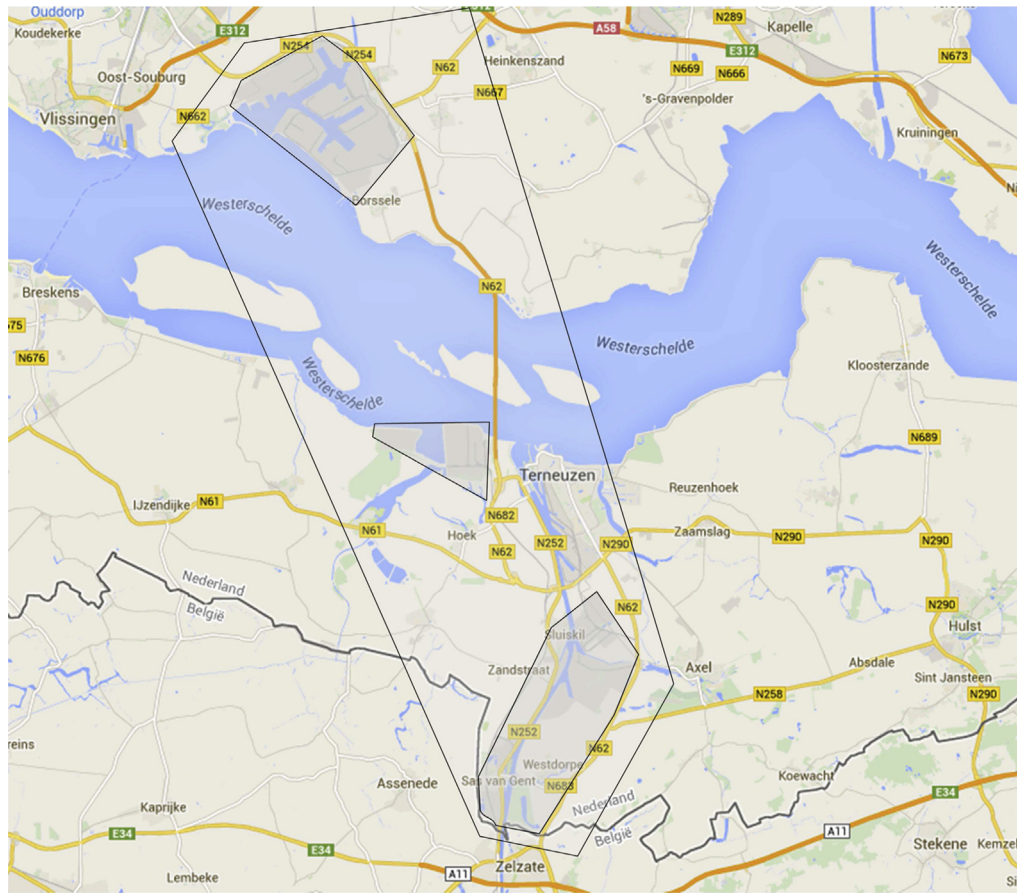 Ouddorp
Koudekerke
E312
E312
N254
N254
A58
N289
Kapelle
E312
N673
Oost-Souburg
N62
Heinkenszand
N669
N666
N667
's-Gravenpolder
Vlissingen
N662
Kruiningen
Borssele
Westerschelde
Westerschelde
Breskens
N62
N676
Westerschelde
Westerschelde
Kloosterzande
N689
Terneuzen
Reuzenhoek
IJzendijke
N61
N61
N682
Hoek
N62
N252
N290
Zaamslag
N290
N290
Nederland
België
N62
N290
Sluiskil
Hulst
Zandstraat
Axel
Absdale
Sint Jansteen
N258
N290
N252
N62
Westdorpe
Sas van Gent
N683
Assenede
Koewacht
E34
Kaprijke
Nederland
België
E34
E34
A11
A11
Stekene
Zelzate
Lembeke